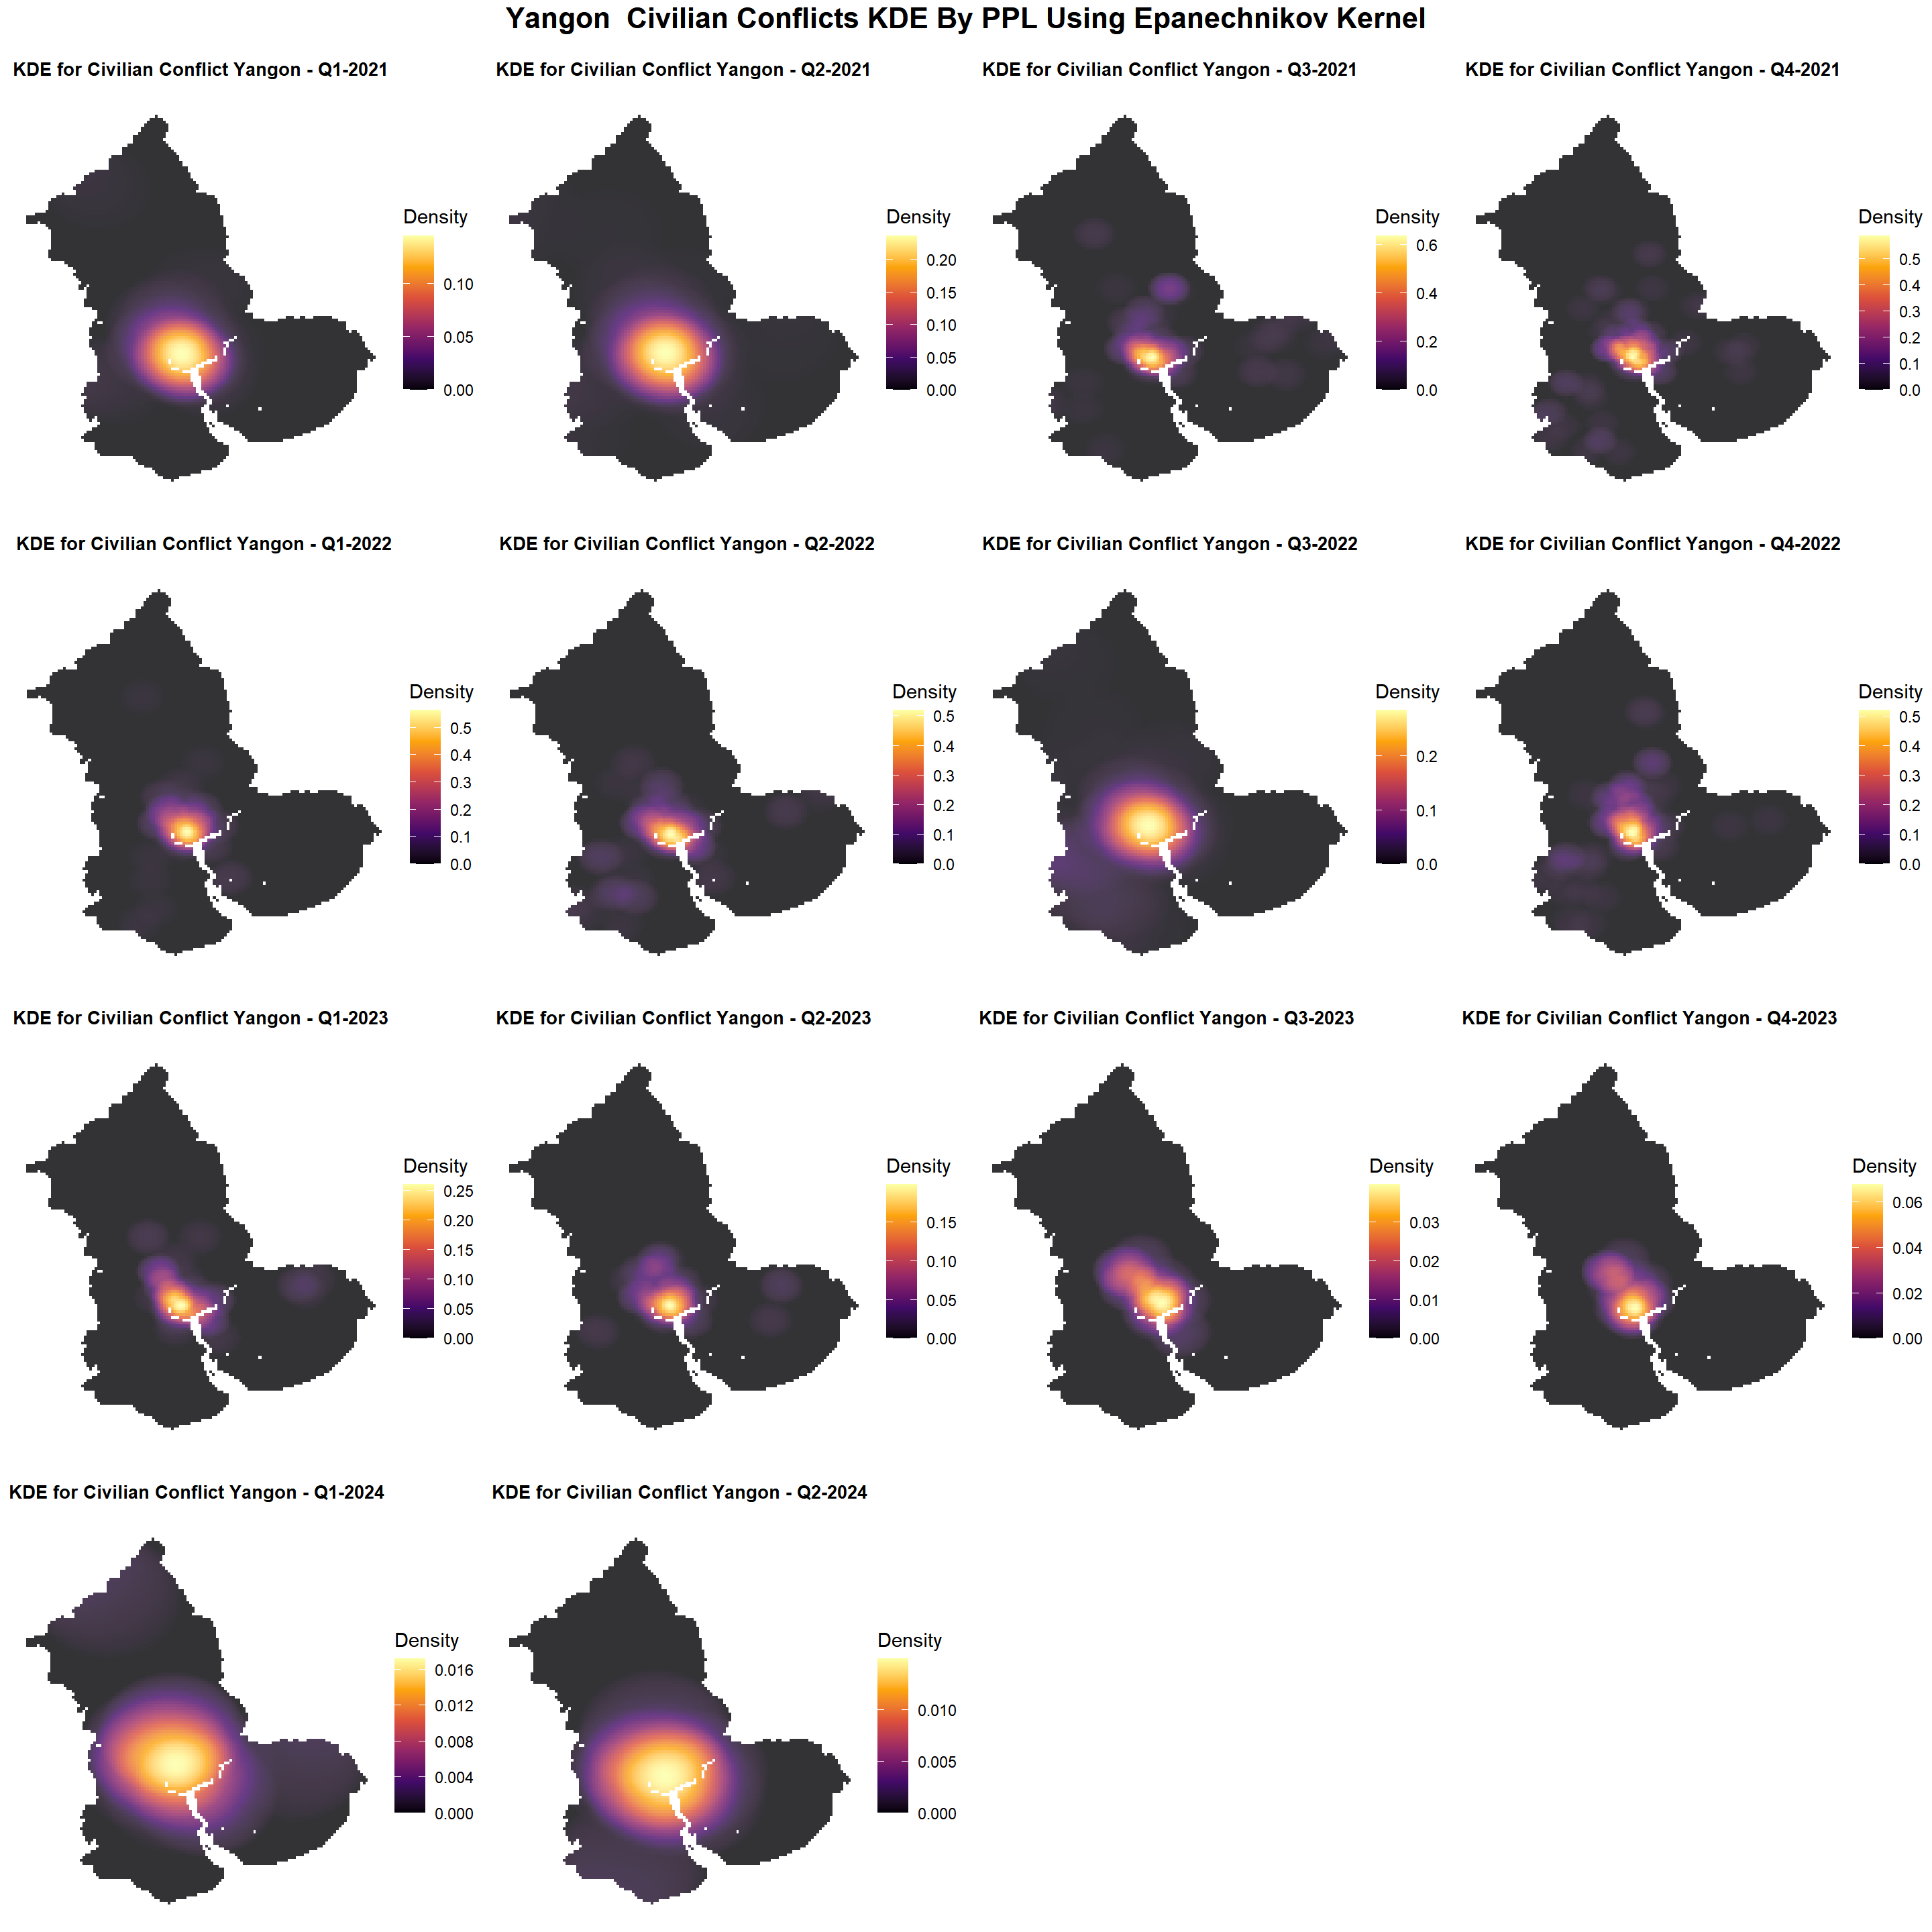 Yangon  Civilian Conflicts KDE By PPL Using Epanechnikov Kernel
KDE for Civilian Conflict Yangon - Q1-2021
Density
0.10
0.05
0.00
KDE for Civilian Conflict Yangon - Q2-2021
Density
0.20
0.15
0.10
0.05
0.00
KDE for Civilian Conflict Yangon - Q3-2021
Density
0.6
0.4
0.2
0.0
KDE for Civilian Conflict Yangon - Q4-2021
Density
0.5
0.4
0.3
0.2
0.1
0.0
KDE for Civilian Conflict Yangon - Q1-2022
Density
0.5
0.4
0.3
0.2
0.1
0.0
KDE for Civilian Conflict Yangon - Q2-2022
Density
0.5
0.4
0.3
0.2
0.1
0.0
KDE for Civilian Conflict Yangon - Q3-2022
Density
0.2
0.1
0.0
KDE for Civilian Conflict Yangon - Q4-2022
Density
0.5
0.4
0.3
0.2
0.1
0.0
KDE for Civilian Conflict Yangon - Q1-2023
Density
0.25
0.20
0.15
0.10
0.05
0.00
KDE for Civilian Conflict Yangon - Q2-2023
Density
0.15
0.10
0.05
0.00
KDE for Civilian Conflict Yangon - Q3-2023
Density
0.03
0.02
0.01
0.00
KDE for Civilian Conflict Yangon - Q4-2023
Density
0.06
0.04
0.02
0.00
KDE for Civilian Conflict Yangon - Q1-2024
Density
0.016
0.012
0.008
0.004
0.000
KDE for Civilian Conflict Yangon - Q2-2024
Density
0.010
0.005
0.000